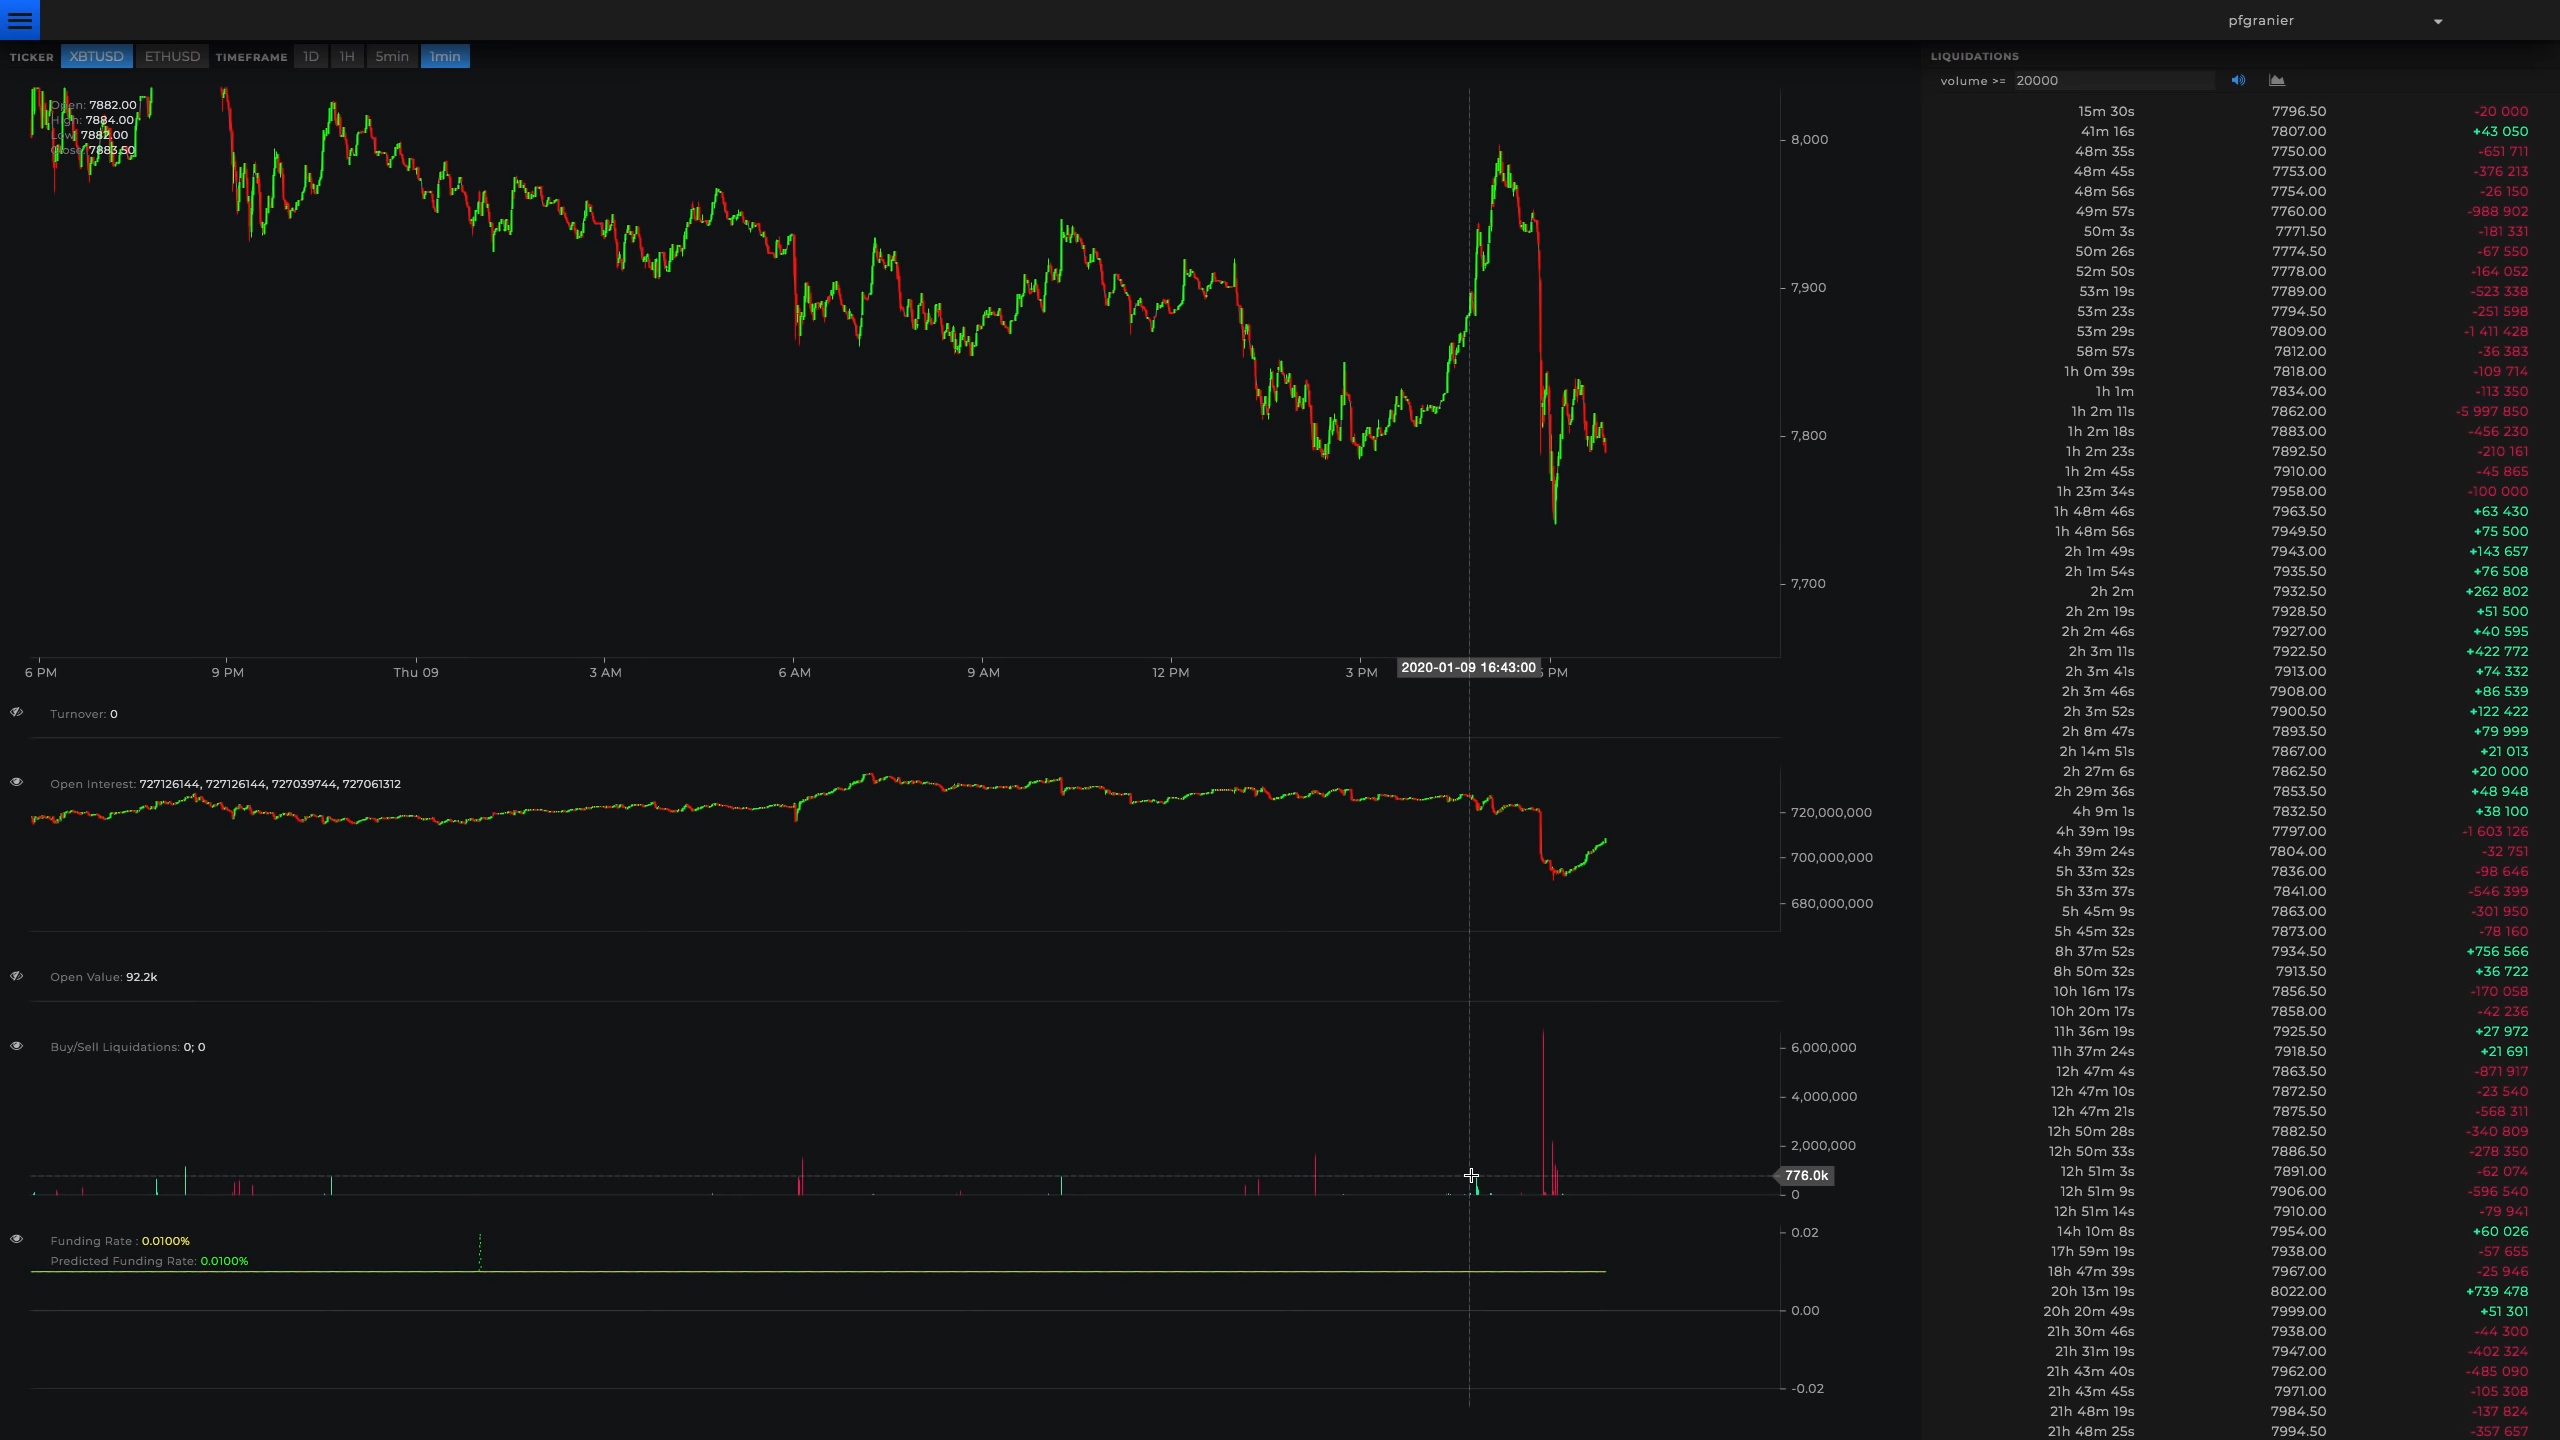 pfgranier
TICKER XBTUSD ETHUSD TIMEFRAME 1D 1H 5min 1min
Open: 7882.00
High: 7884.00
Low: 7882.00
Close: 7883.50
8,000
7,900
7,800
7,700
6 PM 9 PM Thu 09 3 AM 6 AM 9 AM 12 PM 3 PM 2020-01-09 16:43:00 PM
Turnover: 0
Open Interest: 727126144, 727126144, 727039744, 727061312
720,000,000
700,000,000
680,000,000
Open Value: 92.2k
Buy/Sell Liquidations: 0; 0
6,000,000
4,000,000
2,000,000
776.0k
0
Funding Rate : 0.0100%
Predicted Funding Rate: 0.0100%
0.02
0.00
-0.02
LIQUIDATIONS
volume >= 20000
15m 30s 7796.50 -20 000
41m 16s 7807.00 +43 050
48m 35s 7750.00 -651 711
48m 45s 7753.00 -376 213
48m 56s 7754.00 -26 150
49m 57s 7760.00 -988 902
50m 3s 7771.50 -181 331
50m 26s 7774.50 -67 550
52m 50s 7778.00 -164 052
53m 19s 7789.00 -523 338
53m 23s 7794.50 -251 598
53m 29s 7809.00 -1 411 428
58m 57s 7812.00 -36 383
1h 0m 39s 7818.00 -109 714
1h 1m 7834.00 -113 350
1h 2m 11s 7862.00 -5 997 850
1h 2m 18s 7883.00 -456 230
1h 2m 23s 7892.50 -210 161
1h 2m 45s 7910.00 -45 865
1h 23m 34s 7958.00 -100 000
1h 48m 46s 7963.50 +63 430
1h 48m 56s 7949.50 +75 500
2h 1m 49s 7943.00 +143 657
2h 1m 54s 7935.50 +76 508
2h 2m 7932.50 +262 802
2h 2m 19s 7928.50 +51 500
2h 2m 46s 7927.00 +40 595
2h 3m 11s 7922.50 +422 772
2h 3m 41s 7913.00 +74 332
2h 3m 46s 7908.00 +86 539
2h 3m 52s 7900.50 +122 422
2h 8m 47s 7893.50 +79 999
2h 14m 51s 7867.00 +21 013
2h 27m 6s 7862.50 +20 000
2h 29m 36s 7853.50 +48 948
4h 9m 1s 7832.50 +38 100
4h 39m 19s 7797.00 -1 603 126
4h 39m 24s 7804.00 -32 751
5h 33m 32s 7836.00 -98 646
5h 33m 37s 7841.00 -546 399
5h 45m 9s 7863.00 -301 950
5h 45m 32s 7873.00 -78 160
8h 37m 52s 7934.50 +756 566
8h 50m 32s 7913.50 +36 722
10h 16m 17s 7856.50 -170 058
10h 20m 17s 7858.00 -42 236
11h 36m 19s 7925.50 +27 972
11h 37m 24s 7918.50 +21 691
12h 47m 4s 7863.50 -871 917
12h 47m 10s 7872.50 -23 540
12h 47m 21s 7875.50 -568 311
12h 50m 28s 7882.50 -340 809
12h 50m 33s 7886.50 -278 350
12h 51m 3s 7891.00 -62 074
12h 51m 9s 7906.00 -596 540
12h 51m 14s 7910.00 -79 941
14h 10m 8s 7954.00 +60 026
17h 59m 19s 7938.00 -57 655
18h 47m 39s 7967.00 -25 946
20h 13m 19s 8022.00 +739 478
20h 20m 49s 7999.00 +51 301
21h 30m 46s 7938.00 -44 300
21h 31m 19s 7947.00 -402 324
21h 43m 40s 7962.00 -485 090
21h 43m 45s 7971.00 -105 308
21h 48m 19s 7984.50 -137 824
21h 48m 25s 7994.50 -357 657